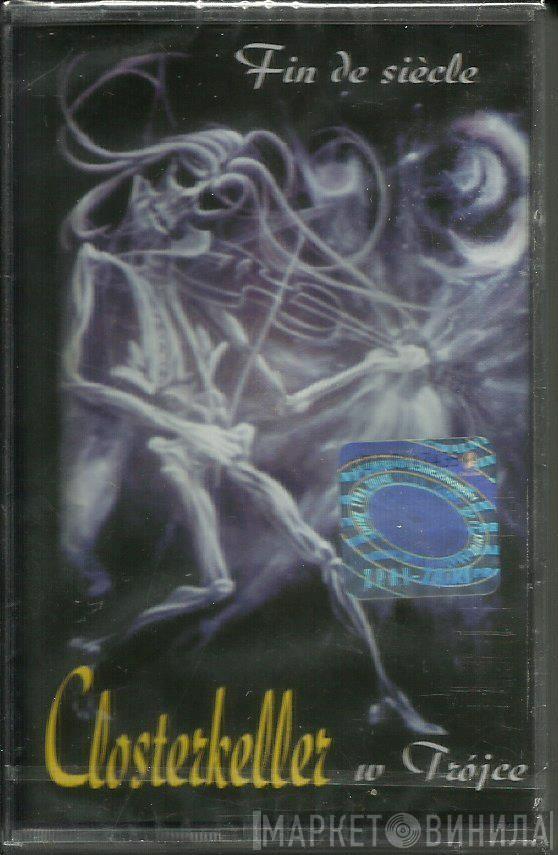 Fin de siècle
Closterkeller w Trójce
МАРКЕТ ВИНИЛА